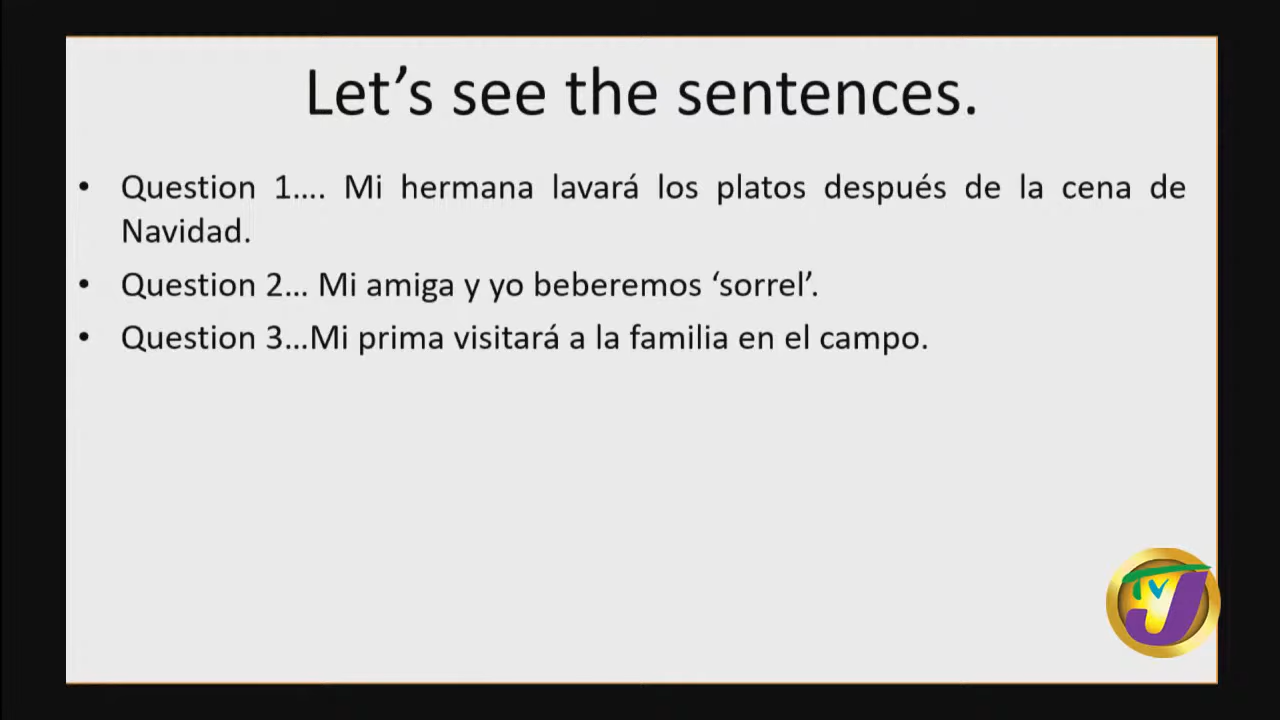 Let’s see the sentences.
• Question 1…. Mi hermana lavará los platos después de la cena de
Navidad.
• Question 2… Mi amiga y yo beberemos ‘sorrel’.
• Question 3…Mi prima visitará a la familia en el campo.
TVJ